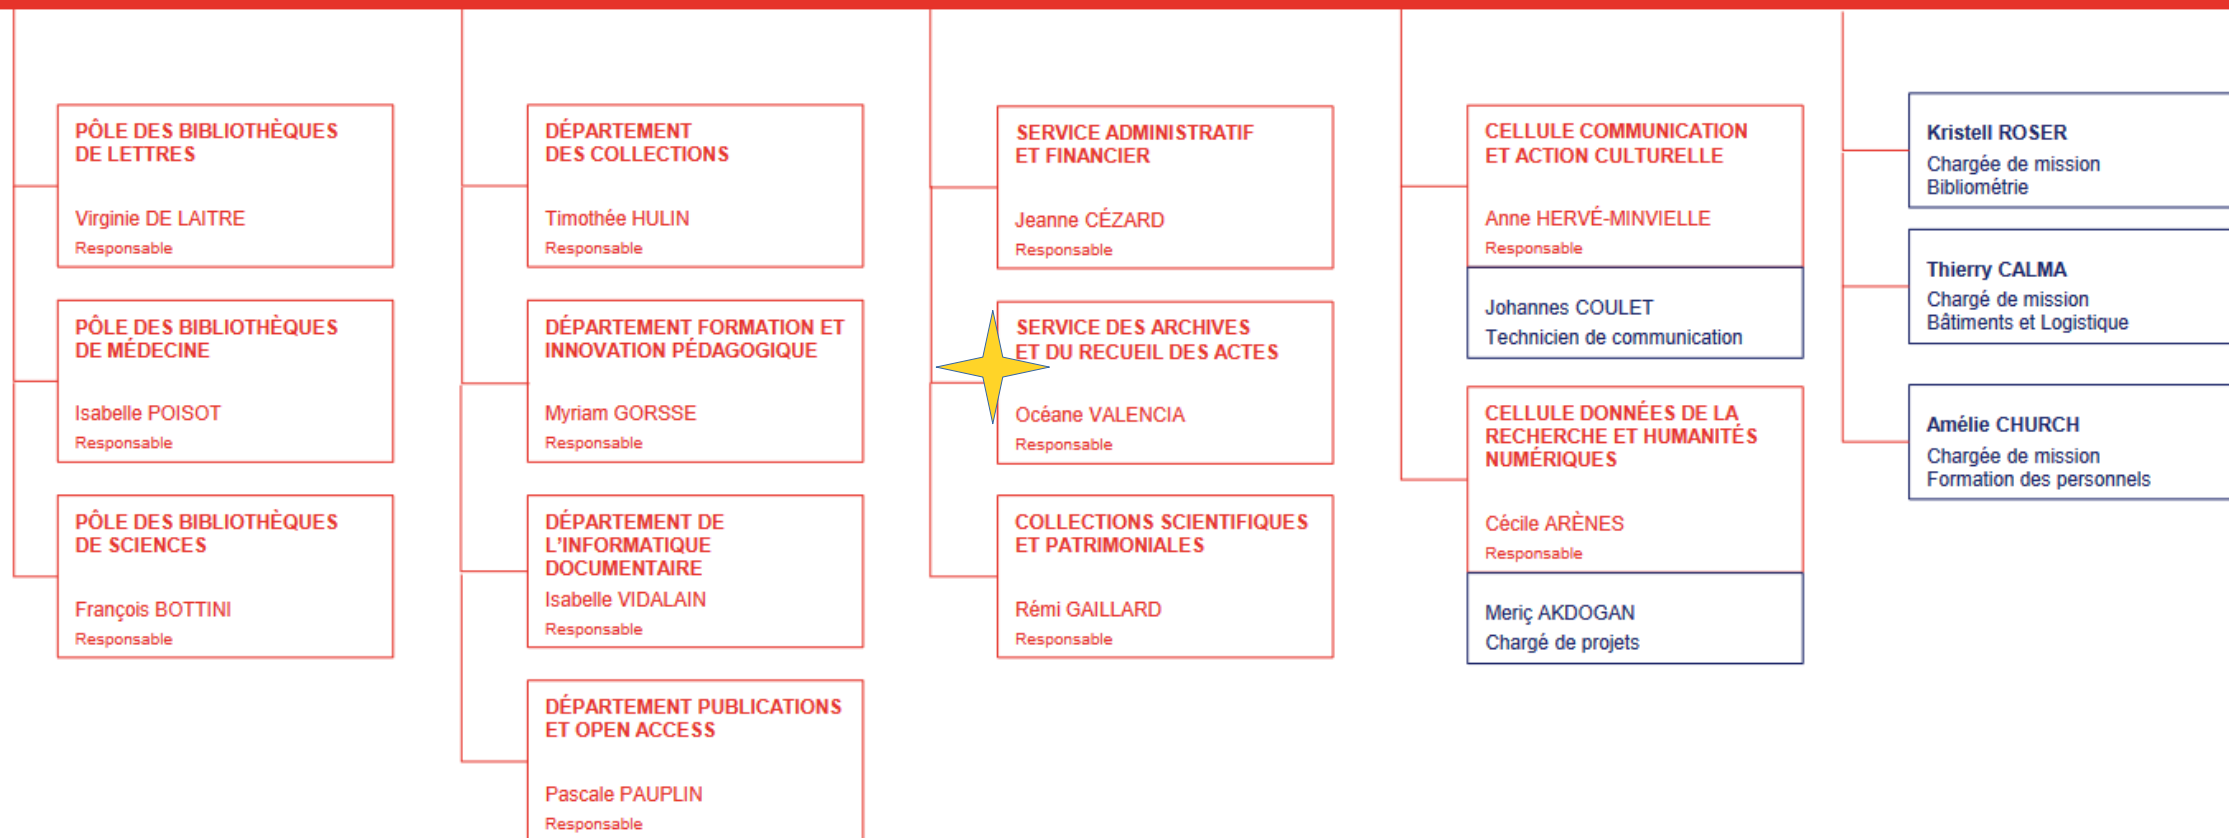 PÔLE DES BIBLIOTHÈQUES
DE LETTRES
Virginie DE LAITRE
Responsable
PÔLE DES BIBLIOTHÈQUES
DE MÉDECINE
Isabelle POISOT
Responsable
PÔLE DES BIBLIOTHÈQUES
DE SCIENCES
François BOTTINI
Responsable
DÉPARTEMENT
DES COLLECTIONS
Timothée HULIN
Responsable
DÉPARTEMENT FORMATION ET
INNOVATION PÉDAGOGIQUE
Myriam GORSSE
Responsable
DÉPARTEMENT DE
L'INFORMATIQUE
DOCUMENTAIRE
Isabelle VIDALAIN
Responsable
DÉPARTEMENT PUBLICATIONS
ET OPEN ACCESS
Pascale PAUPLIN
Responsable
SERVICE ADMINISTRATIF
ET FINANCIER
Jeanne CÉZARD
Responsable
SERVICE DES ARCHIVES
ET DU RECUEIL DES ACTES
Océane VALENCIA
Responsable
COLLECTIONS SCIENTIFIQUES
ET PATRIMONIALES
Rémi GAILLARD
Responsable
CELLULE COMMUNICATION
ET ACTION CULTURELLE
Anne HERVÉ-MINVIELLE
Responsable
Johannes COULET
Technicien de communication
CELLULE DONNÉES DE LA
RECHERCHE ET HUMANITÉS
NUMÉRIQUES
Cécile ARÈNES
Responsable
Meriç AKDOGAN
Chargé de projets
Kristell ROSER
Chargée de mission
Bibliométrie
Thierry CALMA
Chargé de mission
Bâtiments et Logistique
Amélie CHURCH
Chargée de mission
Formation des personnels